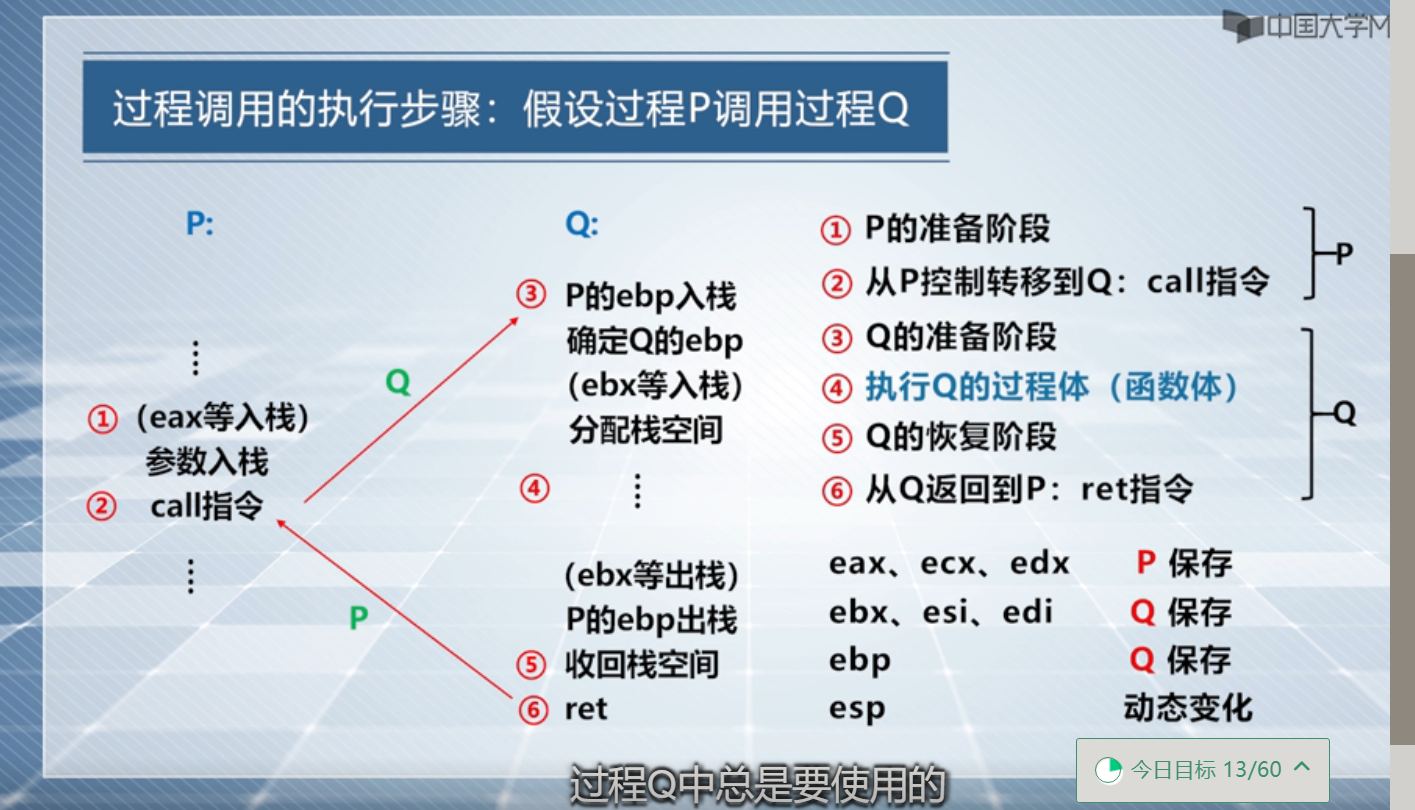 中国大学M
过程调用的执行步骤：假设过程P调用过程Q
P:
⋮
① （eax等入栈）
参数入栈
② call指令
⋮
Q
P
Q:
③ P的ebp入栈
确定Q的ebp
（ebx等入栈）
分配栈空间
④ ⋮
（ebx等出栈）
P的ebp出栈
⑤ 收回栈空间
⑥ ret
① P的准备阶段
② 从P控制转移到Q：call指令
P
③ Q的准备阶段
④ 执行Q的过程体（函数体）
⑤ Q的恢复阶段
⑥ 从Q返回到P：ret指令
Q
eax、ecx、edx P 保存
ebx、esi、edi Q 保存
ebp Q 保存
esp 动态变化
过程Q中总是要使用的
今日目标 13/60